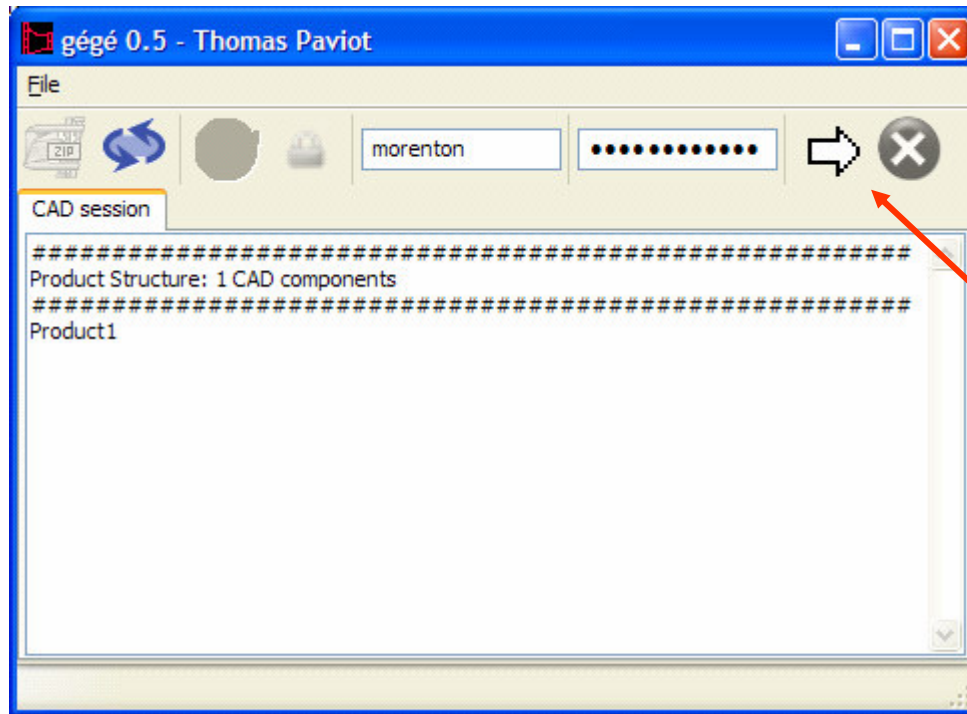 gégé 0.5 - Thomas Paviot
File
ZIP
morenton
●●●●●●●●●●●●
CAD session
#######################################################
Product Structure: 1 CAD components
#######################################################
Product1